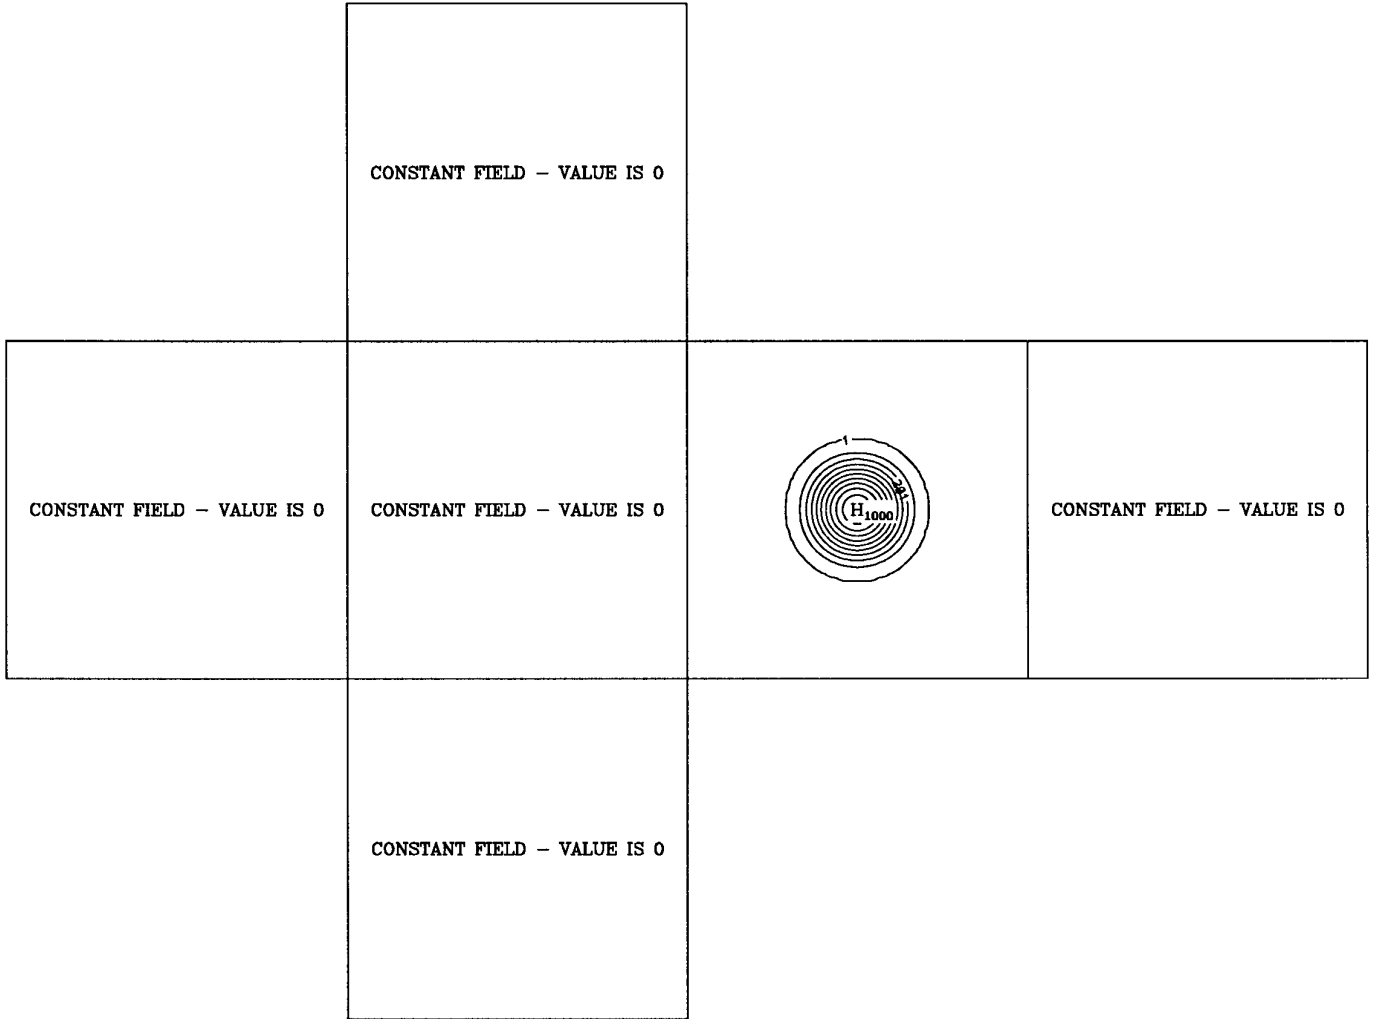 CONSTANT FIELD – VALUE IS 0
CONSTANT FIELD – VALUE IS 0
CONSTANT FIELD – VALUE IS 0
1
201
H1000
CONSTANT FIELD – VALUE IS 0
CONSTANT FIELD – VALUE IS 0